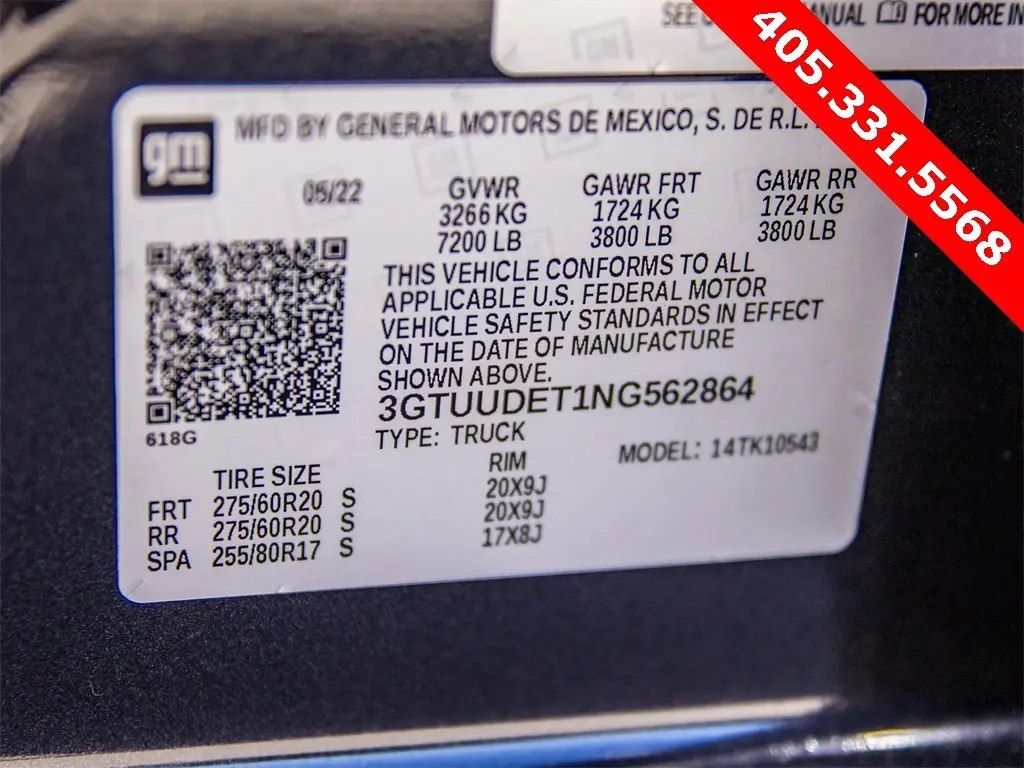 SEE MANUAL FOR MORE IN
405.331.5568
gm
MFD BY GENERAL MOTORS DE MEXICO, S. DE R.L.
05/22
GVWR GAWR FRT GAWR RR
3266 KG 1724 KG 1724 KG
7200 LB 3800 LB 3800 LB
THIS VEHICLE CONFORMS TO ALL
APPLICABLE U.S. FEDERAL MOTOR
VEHICLE SAFETY STANDARDS IN EFFECT
ON THE DATE OF MANUFACTURE
SHOWN ABOVE.
3GTUUDET1NG562864
618G
TYPE: TRUCK
MODEL: 14TK10543
TIRE SIZE RIM
FRT 275/60R20 S 20X9J
RR 275/60R20 S 20X9J
SPA 255/80R17 S 17X8J